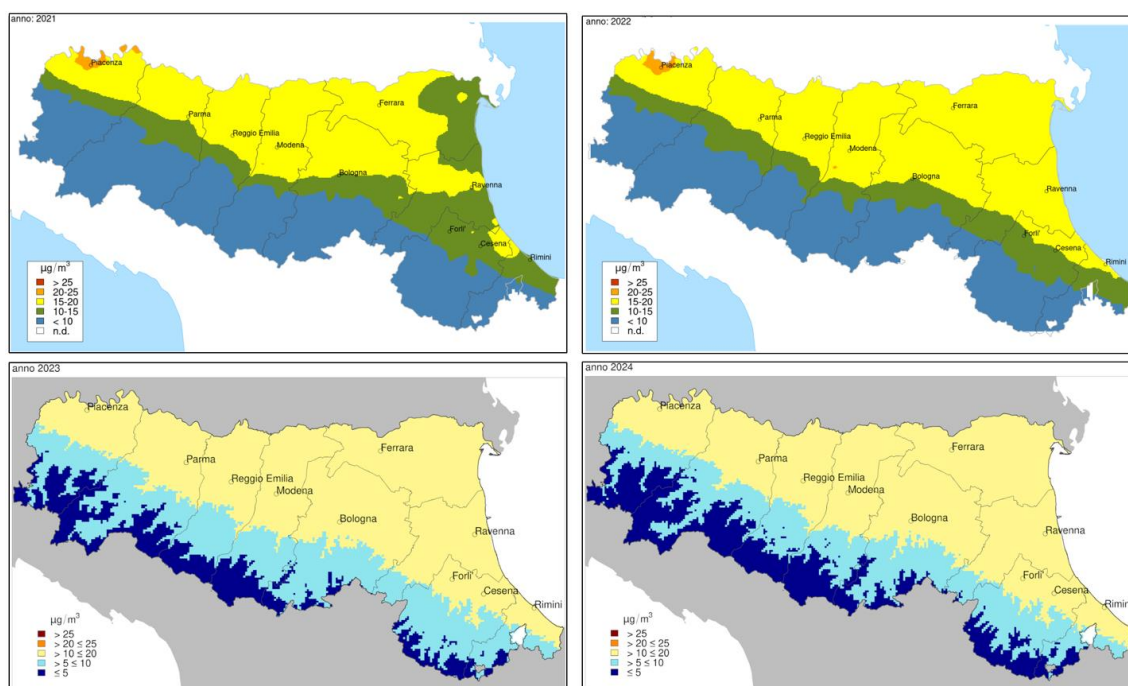 anno: 2021
Piacenza
Parma
Reggio Emilia
Modena
Ferrara
Bologna
Ravenna
Forli'
Cesena
Rimini
µg/m³
> 25
20-25
15-20
10-15
< 10
n.d.
anno: 2022
Piacenza
Parma
Reggio Emilia
Modena
Ferrara
Bologna
Ravenna
Forli'
Cesena
Rimini
µg/m³
> 25
20-25
15-20
10-15
< 10
n.d.
anno 2023
Piacenza
Parma
Reggio Emilia
Modena
Ferrara
Bologna
Ravenna
Forli'
Cesena
Rimini
µg/m³
> 25
> 20 ≤ 25
> 10 ≤ 20
> 5 ≤ 10
≤ 5
anno 2024
Piacenza
Parma
Reggio Emilia
Modena
Ferrara
Bologna
Ravenna
Forli'
Cesena
Rimini
µg/m³
> 25
> 20 ≤ 25
> 10 ≤ 20
> 5 ≤ 10
≤ 5